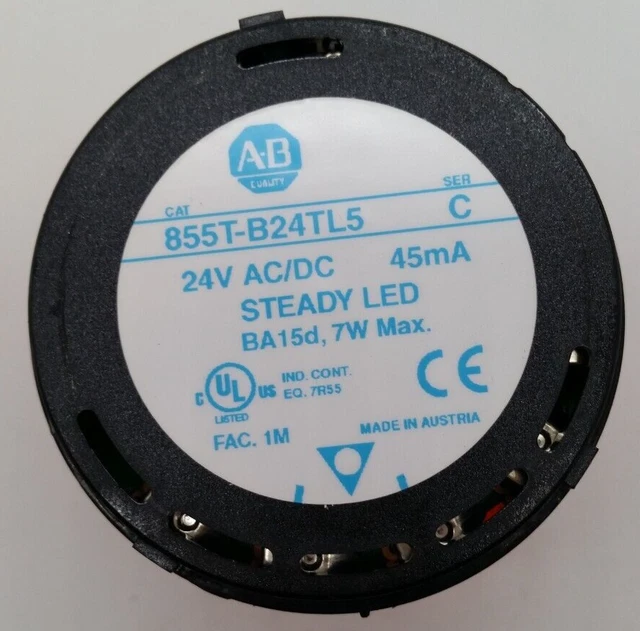 A-B
QUALITY
CAT SER
855T-B24TL5 C
24V AC/DC 45mA
STEADY LED
BA15d, 7W Max.
C UL US
LISTED
IND. CONT.
EQ. 7R55
CE
FAC. 1M
MADE IN AUSTRIA